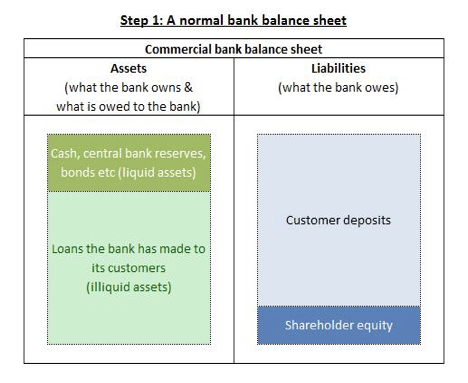 Step 1: A normal bank balance sheet
Commercial bank balance sheet
Assets
(what the bank owns &
what is owed to the bank)
Liabilities
(what the bank owes)
Cash, central bank reserves,
bonds etc (liquid assets)
Loans the bank has made to
its customers
(illiquid assets)
Customer deposits
Shareholder equity